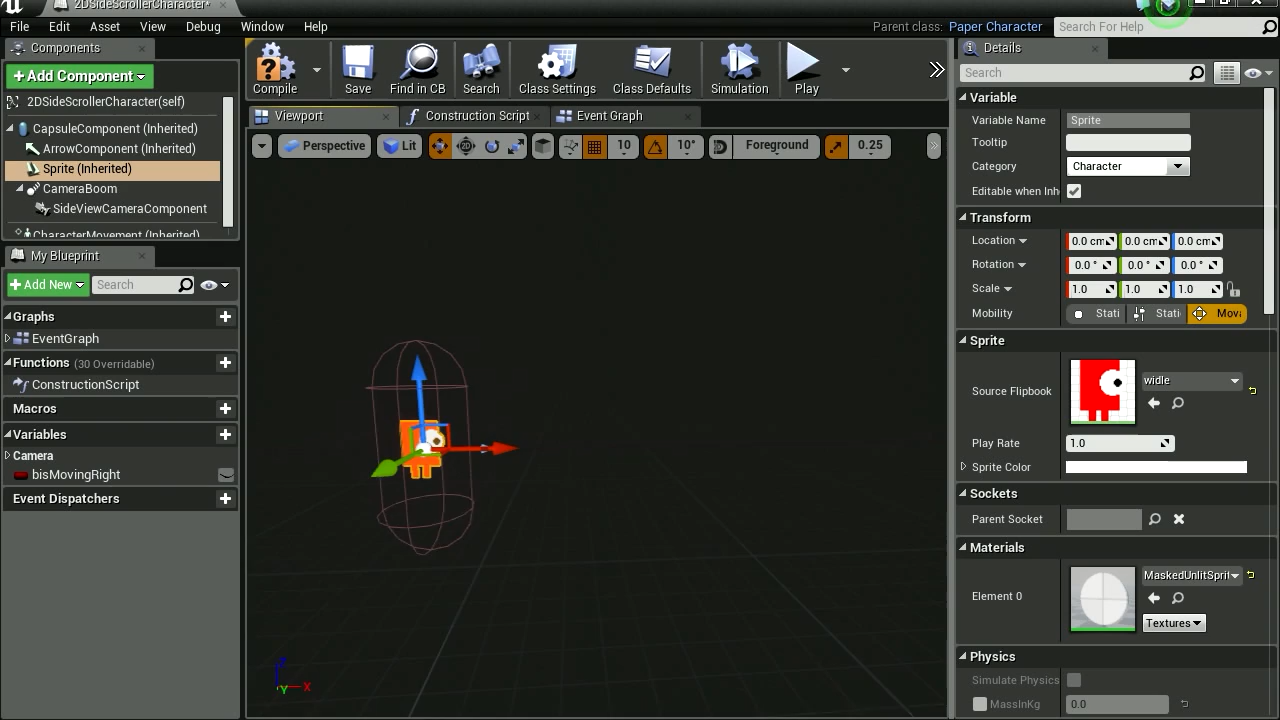 2DSideScrollerCharacter*
File Edit Asset View Debug Window Help
Parent class: Paper Character
Search For Help
Components
+ Add Component
2DSideScrollerCharacter(self)
CapsuleComponent (Inherited)
ArrowComponent (Inherited)
Sprite (Inherited)
CameraBoom
SideViewCameraComponent
CharacterMovement (Inherited)
My Blueprint
+ Add New
Search
Graphs
EventGraph
Functions (30 Overridable)
ConstructionScript
Macros
Variables
Camera
bisMovingRight
Event Dispatchers
Compile Save Find in CB Search Class Settings Class Defaults Simulation Play
Viewport Construction Script Event Graph
Perspective Lit 10 10° Foreground 0.25
Z
Y X
Details
Search
Variable
Variable Name Sprite
Tooltip
Category Character
Editable when Inh
Transform
Location 0.0 cm 0.0 cm 0.0 cm
Rotation 0.0 ° 0.0 ° 0.0 °
Scale 1.0 1.0 1.0
Mobility Stati Stati Mova
Sprite
Source Flipbook widle
Play Rate 1.0
Sprite Color
Sockets
Parent Socket
Materials
Element 0 MaskedUnlitSprit
Textures
Physics
Simulate Physics
MassInKg 0.0